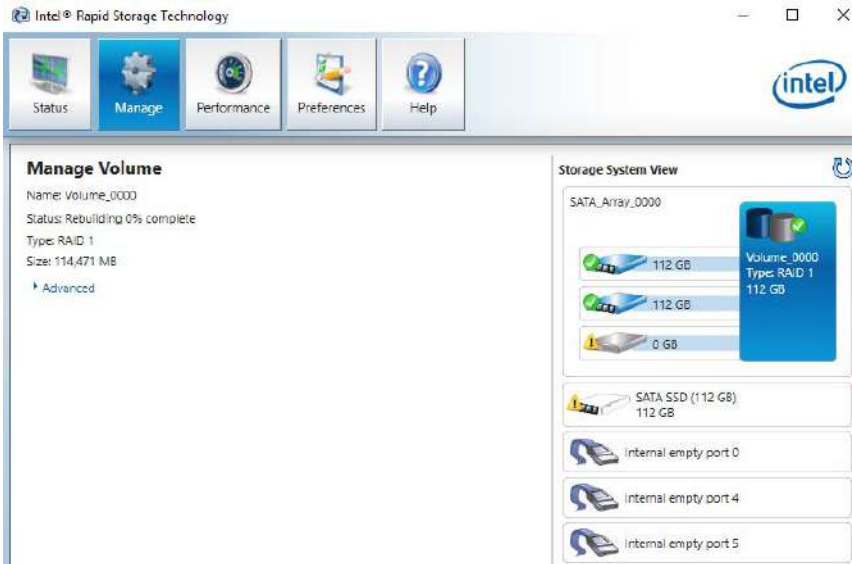 Intel® Rapid Storage Technology
Status
Manage
Performance
Preferences
Help
intel
Manage Volume
Name: Volume_0000
Status: Rebuilding 0% complete
Type: RAID 1
Size: 114,471 MB
Advanced
Storage System View
SATA_Array_0000
112 GB
112 GB
0 GB
Volume_0000
Type: RAID 1
112 GB
SATA SSD (112 GB)
112 GB
Internal empty port 0
Internal empty port 4
Internal empty port 5